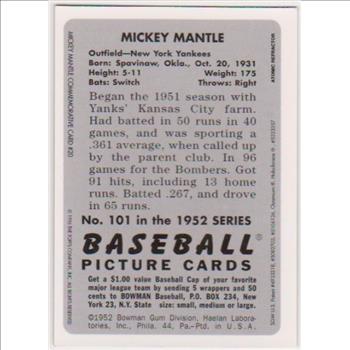 MICKEY MANTLE
Outfield—New York Yankees
Born: Spavinaw, Okla., Oct. 20, 1931
Height: 5-11 Weight: 175
Bats: Switch Throws: Right
Began the 1951 season with
Yanks' Kansas City farm.
Had batted in 50 runs in 40
games, and was sporting a
.361 average, when called up
by the parent club. In 96
games for the Bombers. Got
91 hits, including 13 home
runs. Batted .267, and drove
in 65 runs.
No. 101 in the 1952 SERIES
BASEBALL®
PICTURE CARDS
Get a $1.00 value Baseball Cap of your favorite
major league team by sending 5 wrappers and
50 cents to BOWMAN Baseball, P.O. BOX 234, New
York 23, N.Y. State size: small, medium or large.
©1952 Bowman Gum Division, Haelan Labora-
tories, Inc., Phila. 44, Pa.—Ptd. in U.S.A.
MICKEY MANTLE COMMEMORATIVE CARD #20
ATOMIC REFRACTOR